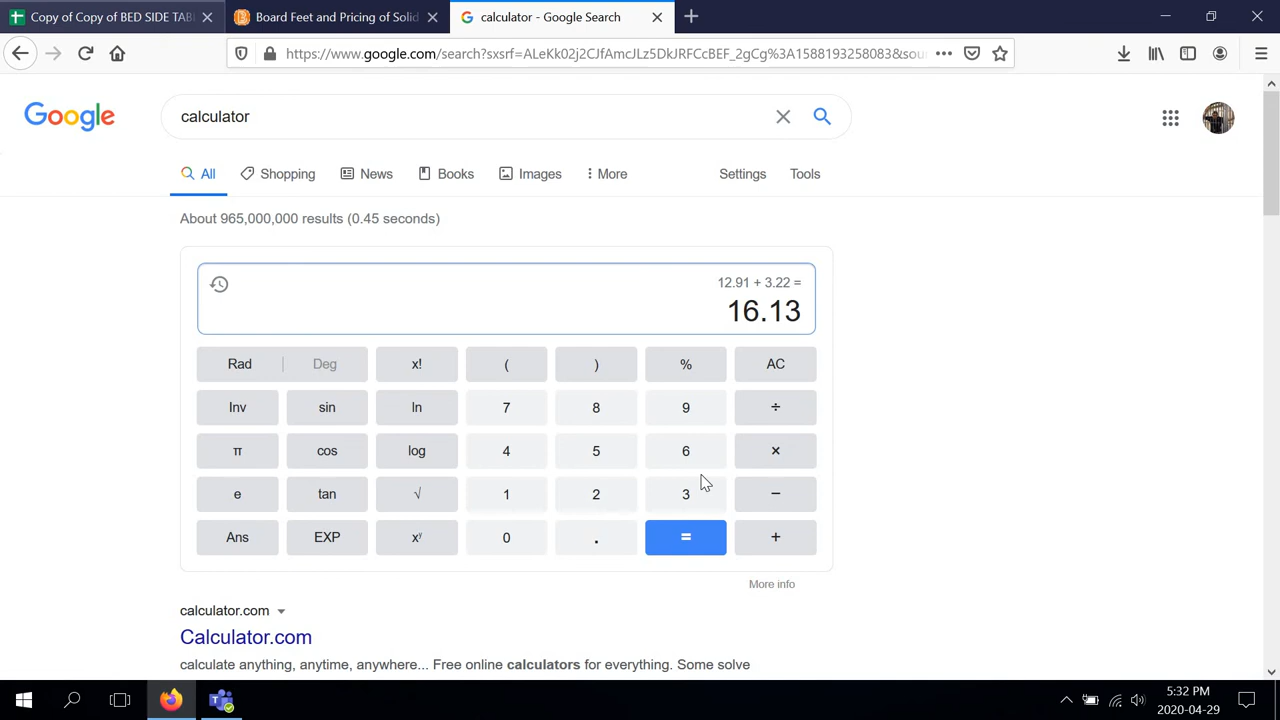 Copy of Copy of BED SIDE TABL
Board Feet and Pricing of Solid
calculator - Google Search
https://www.google.com/search?sxsrf=ALeKk02j2CJfAmcJLz5DkJRFCcBEF_2gCg%3A1588193258083&sou
Google
calculator
All
Shopping
News
Books
Images
More
Settings
Tools
About 965,000,000 results (0.45 seconds)
12.91 + 3.22 =
16.13
Rad | Deg x! ( ) % AC
Inv sin ln 7 8 9 ÷
π cos log 4 5 6 ×
e tan √ 1 2 3 −
Ans EXP xʸ 0 . = +
More info
calculator.com
Calculator.com
calculate anything, anytime, anywhere... Free online calculators for everything. Some solve
5:32 PM
2020-04-29